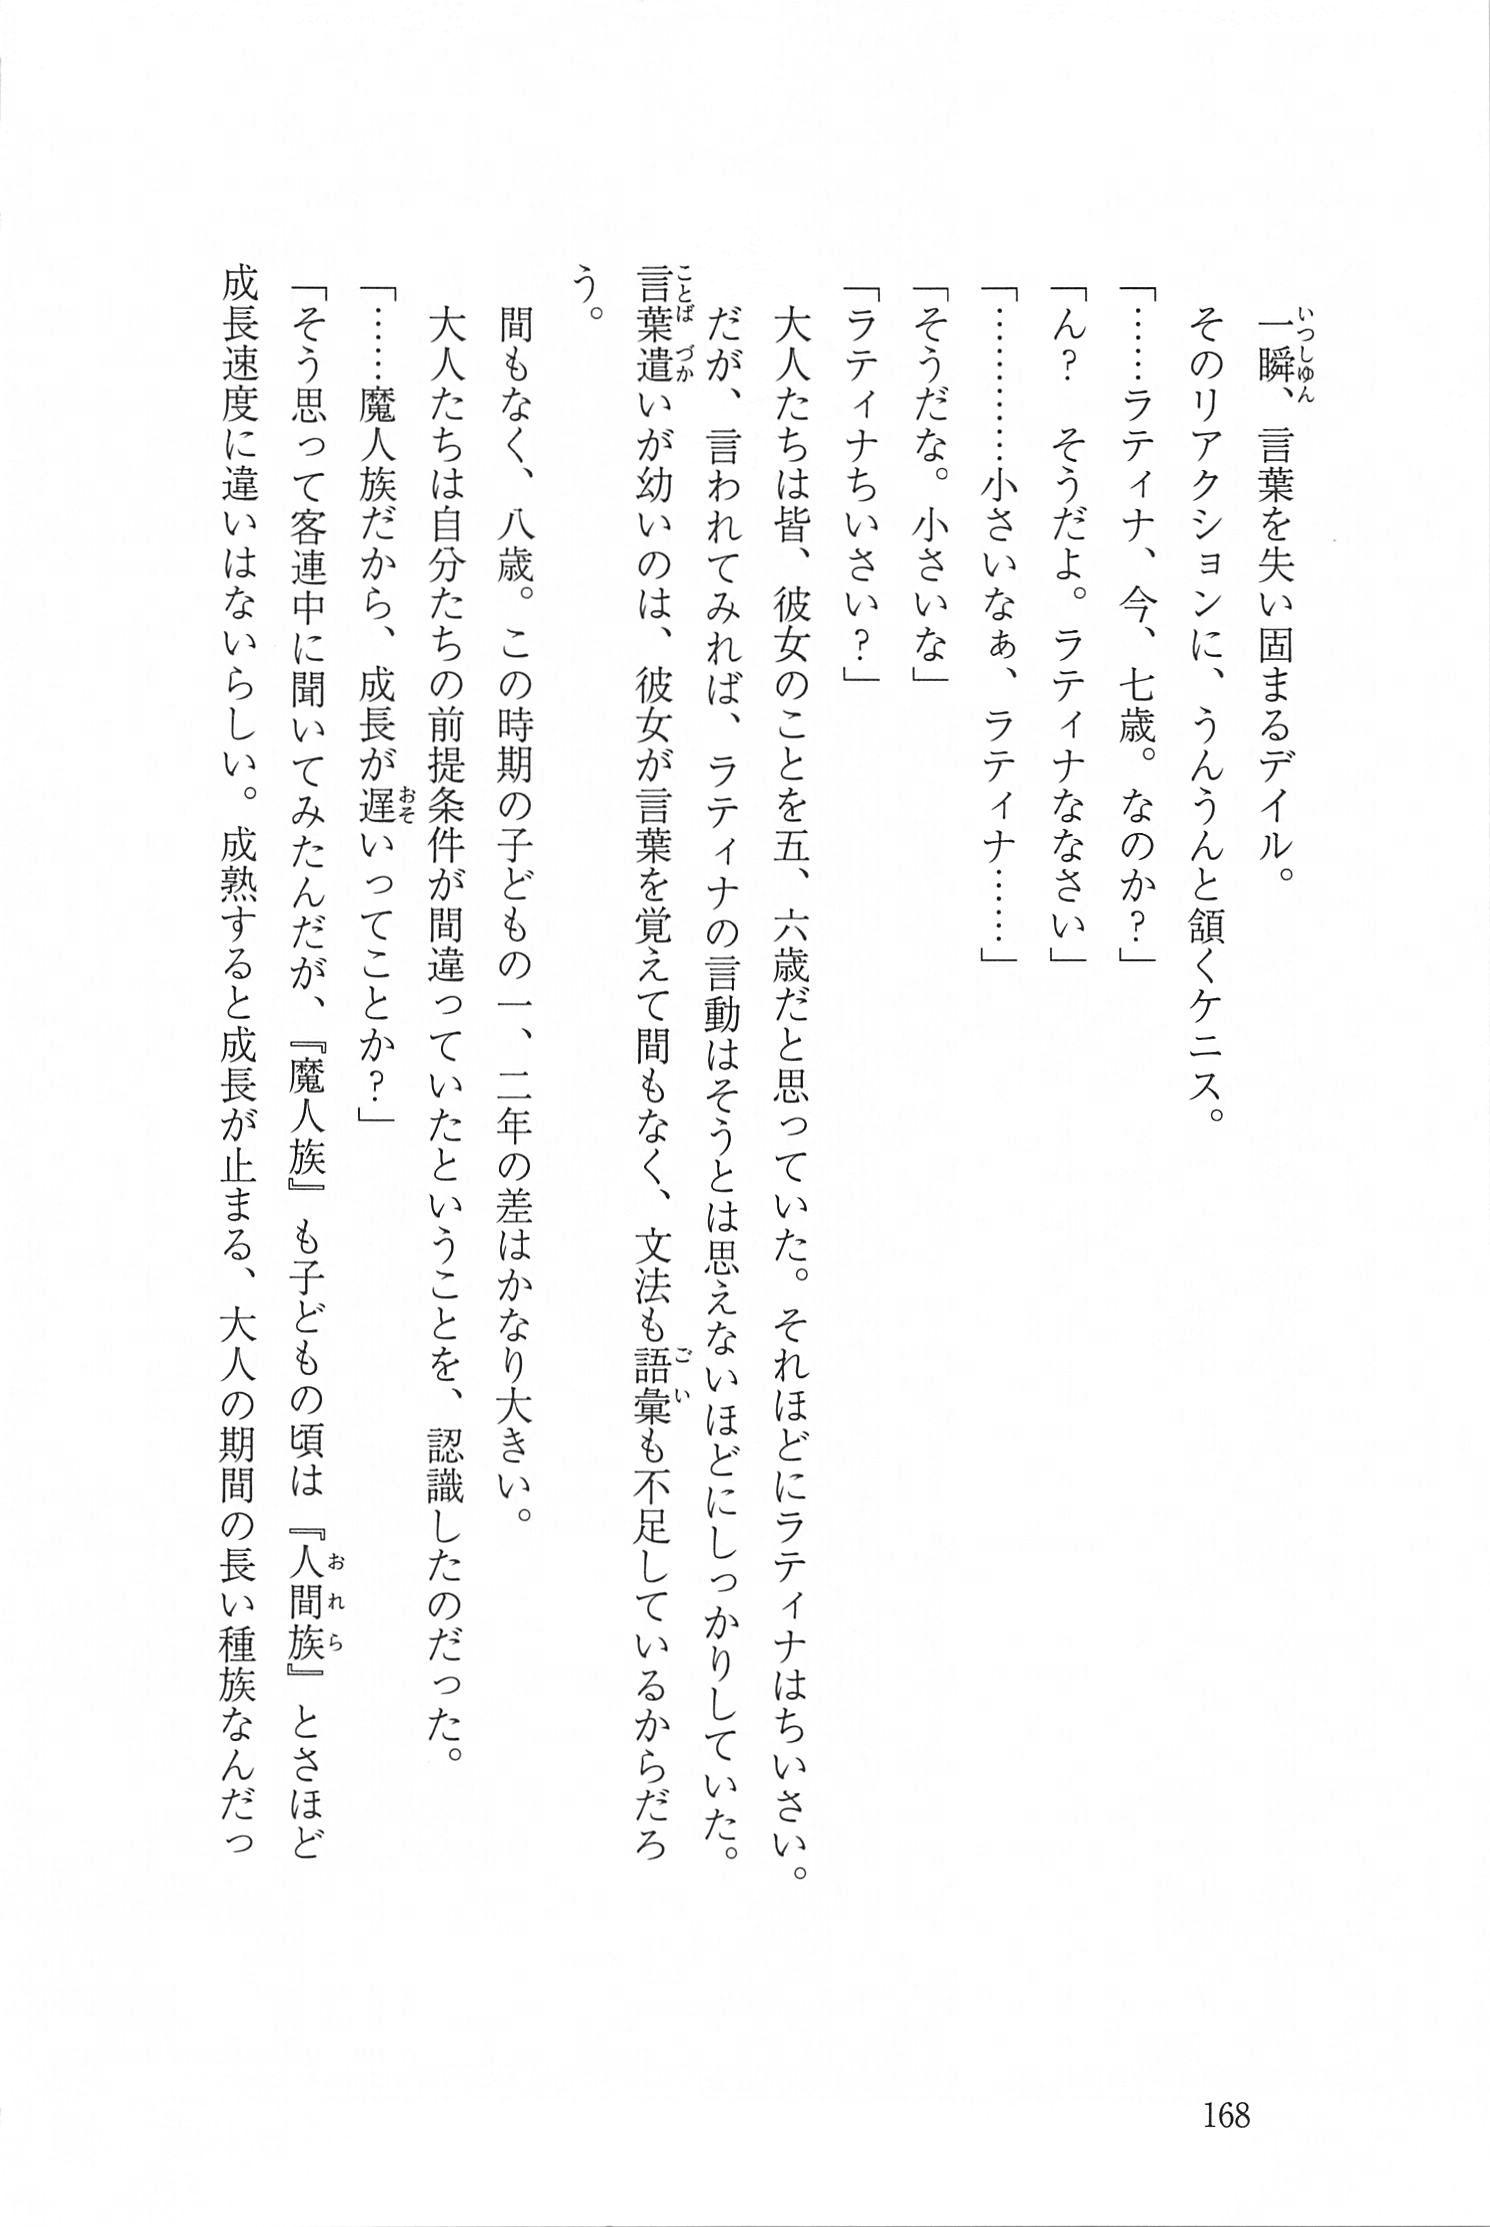 一瞬、言葉を失い固まるデイル。
そのリアクションに、うんうんと頷くケニス。
「……ラティナ、今、七歳。なのか？」
「ん？　そうだよ。ラティナななさい」
「…………小さいなぁ、ラティナ……」
「そうだな。小さいな」
「ラティナちいさい？」
大人たちは皆、彼女のことを五、六歳だと思っていた。それほどにラティナはちいさい。
だが、言われてみれば、ラティナの言動はそうとは思えないほどにしっかりしていた。
言葉遣いが幼いのは、彼女が言葉を覚えて間もなく、文法も語彙も不足しているからだろ
う。
間もなく、八歳。この時期の子どもの一、二年の差はかなり大きい。
大人たちは自分たちの前提条件が間違っていたということを、認識したのだった。
「……魔人族だから、成長が遅いってことか？」
「そう思って客連中に聞いてみたんだが、『魔人族』も子どもの頃は『人間族』とさほど
成長速度に違いはないらしい。成熟すると成長が止まる、大人の期間の長い種族なんだっ
168